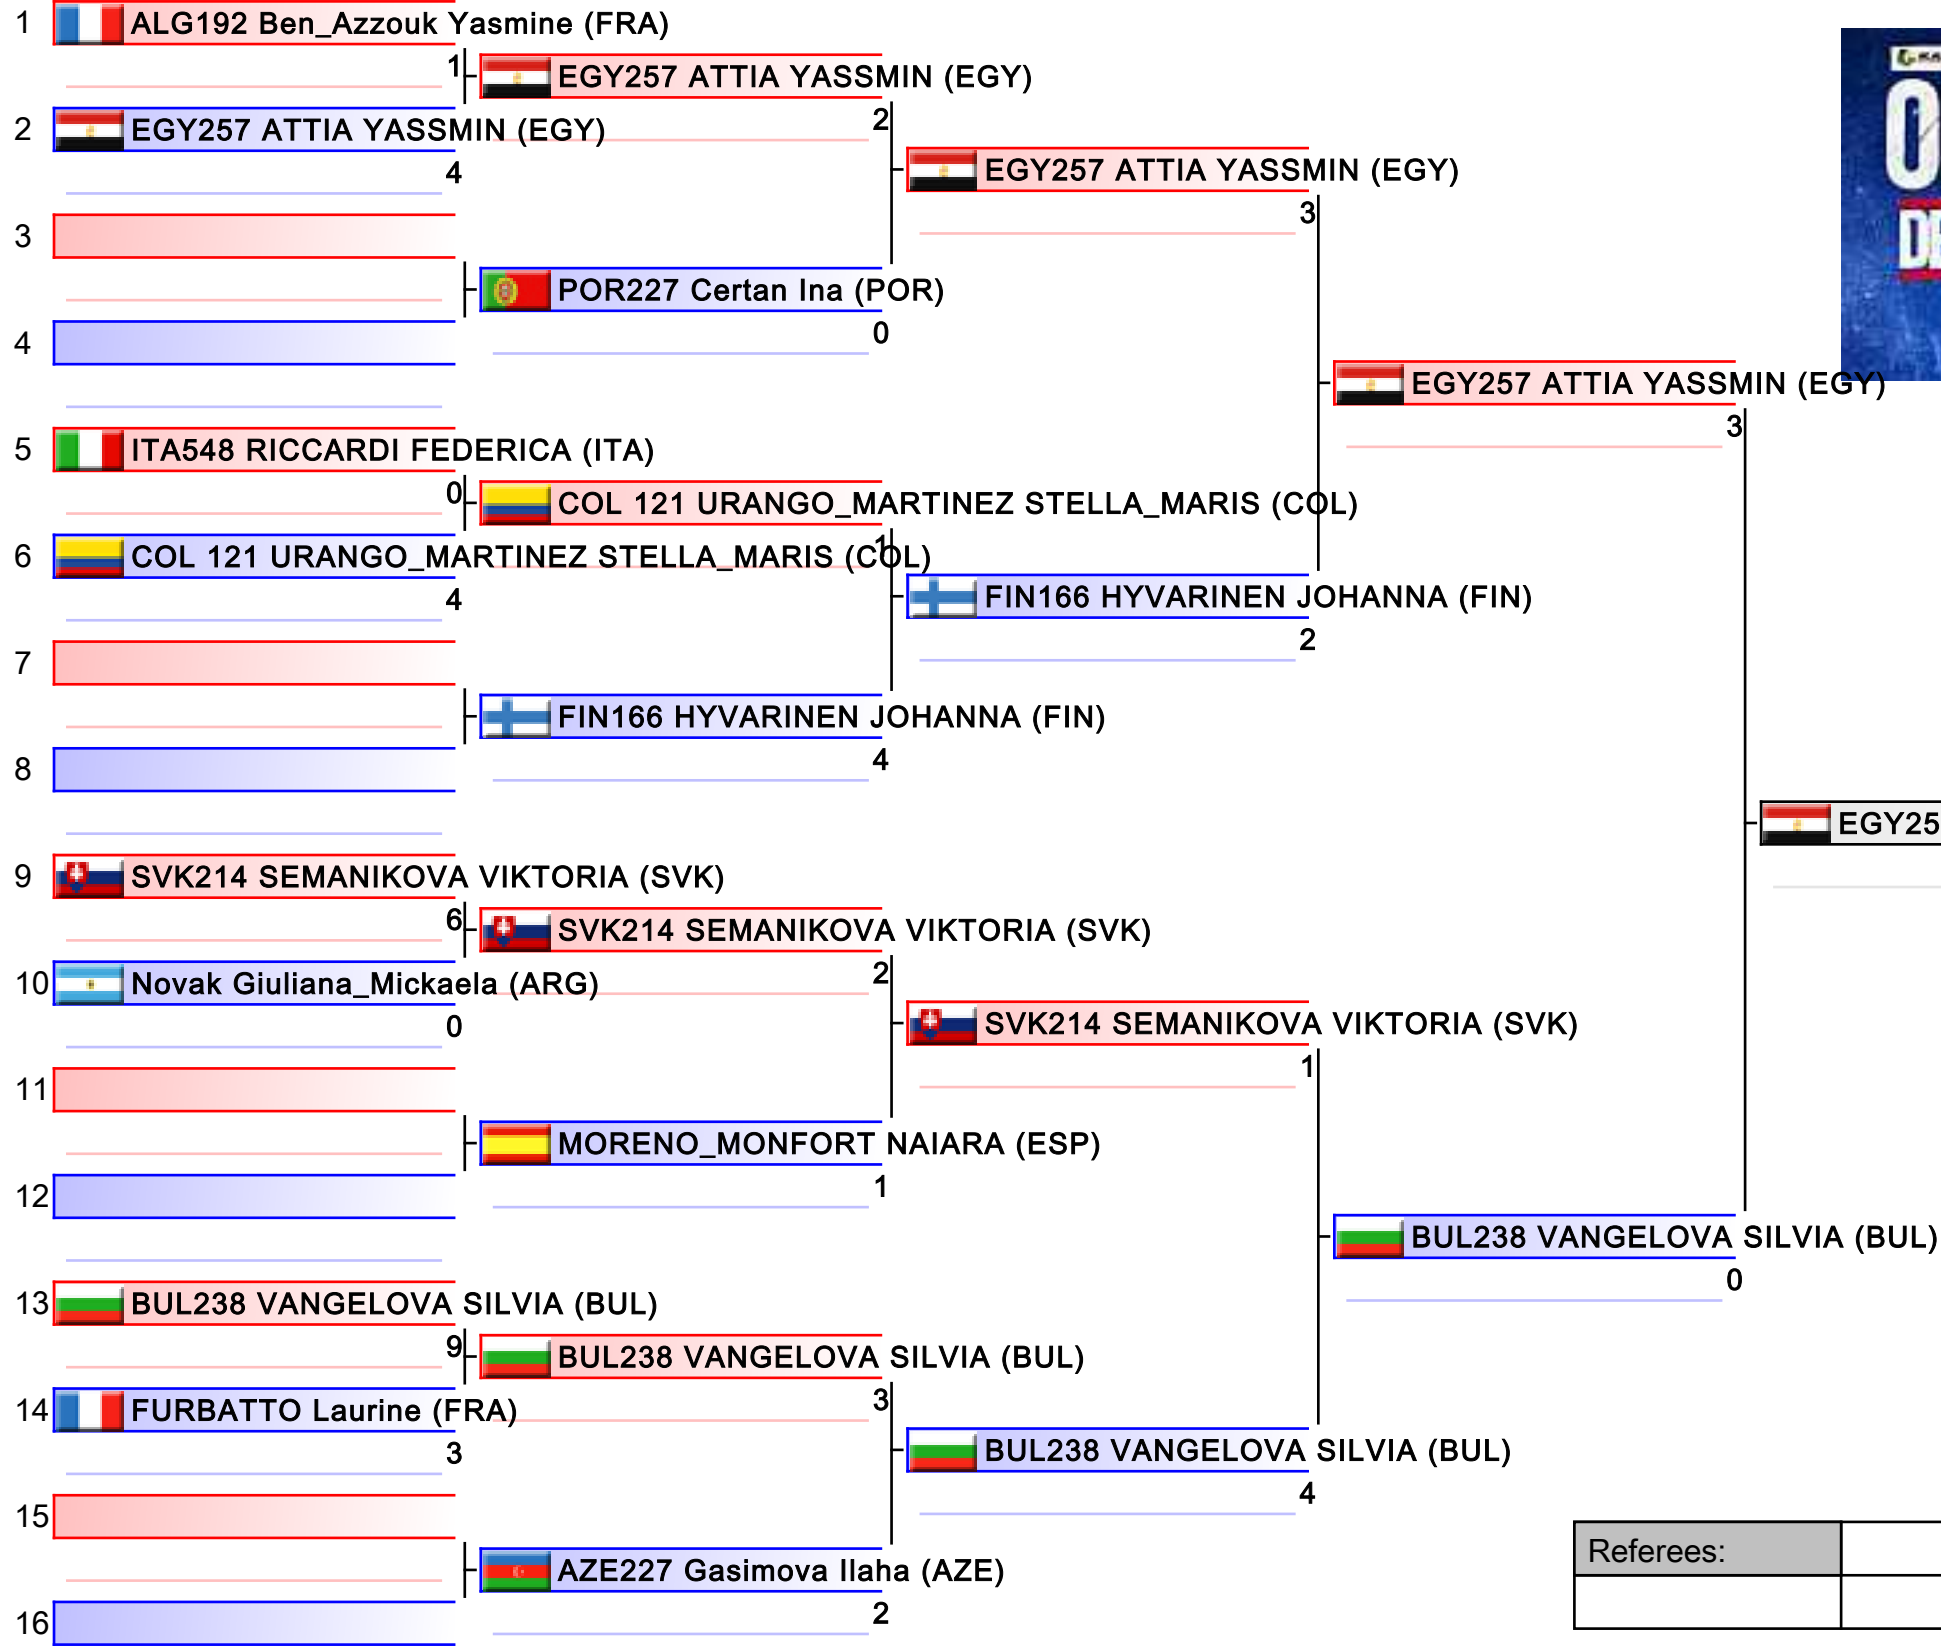 1 ALG192 Ben_Azzouk Yasmine (FRA)
1
EGY257 ATTIA YASSMIN (EGY)
2
2 EGY257 ATTIA YASSMIN (EGY)
4
EGY257 ATTIA YASSMIN (EGY)
3
3
POR227 Certan Ina (POR)
0
4
EGY257 ATTIA YASSMIN (EGY)
3
5 ITA548 RICCARDI FEDERICA (ITA)
0
COL 121 URANGO_MARTINEZ STELLA_MARIS (COL)
1
6 COL 121 URANGO_MARTINEZ STELLA_MARIS (COL)
4
FIN166 HYVARINEN JOHANNA (FIN)
2
7
FIN166 HYVARINEN JOHANNA (FIN)
4
8
EGY25
9 SVK214 SEMANIKOVA VIKTORIA (SVK)
6
SVK214 SEMANIKOVA VIKTORIA (SVK)
2
10 Novak Giuliana_Mickaela (ARG)
0
SVK214 SEMANIKOVA VIKTORIA (SVK)
1
11
MORENO_MONFORT NAIARA (ESP)
1
12
BUL238 VANGELOVA SILVIA (BUL)
0
13 BUL238 VANGELOVA SILVIA (BUL)
9
BUL238 VANGELOVA SILVIA (BUL)
3
14 FURBATTO Laurine (FRA)
3
BUL238 VANGELOVA SILVIA (BUL)
4
15
AZE227 Gasimova Ilaha (AZE)
2
16
Referees: